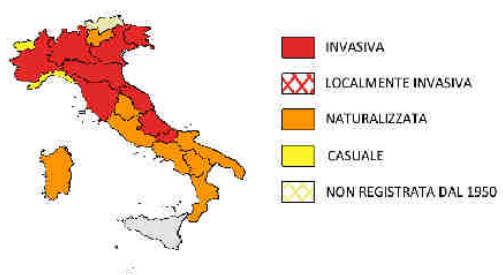 INVASIVA
LOCALMENTE INVASIVA
NATURALIZZATA
CASUALE
NON REGISTRATA DAL 1950